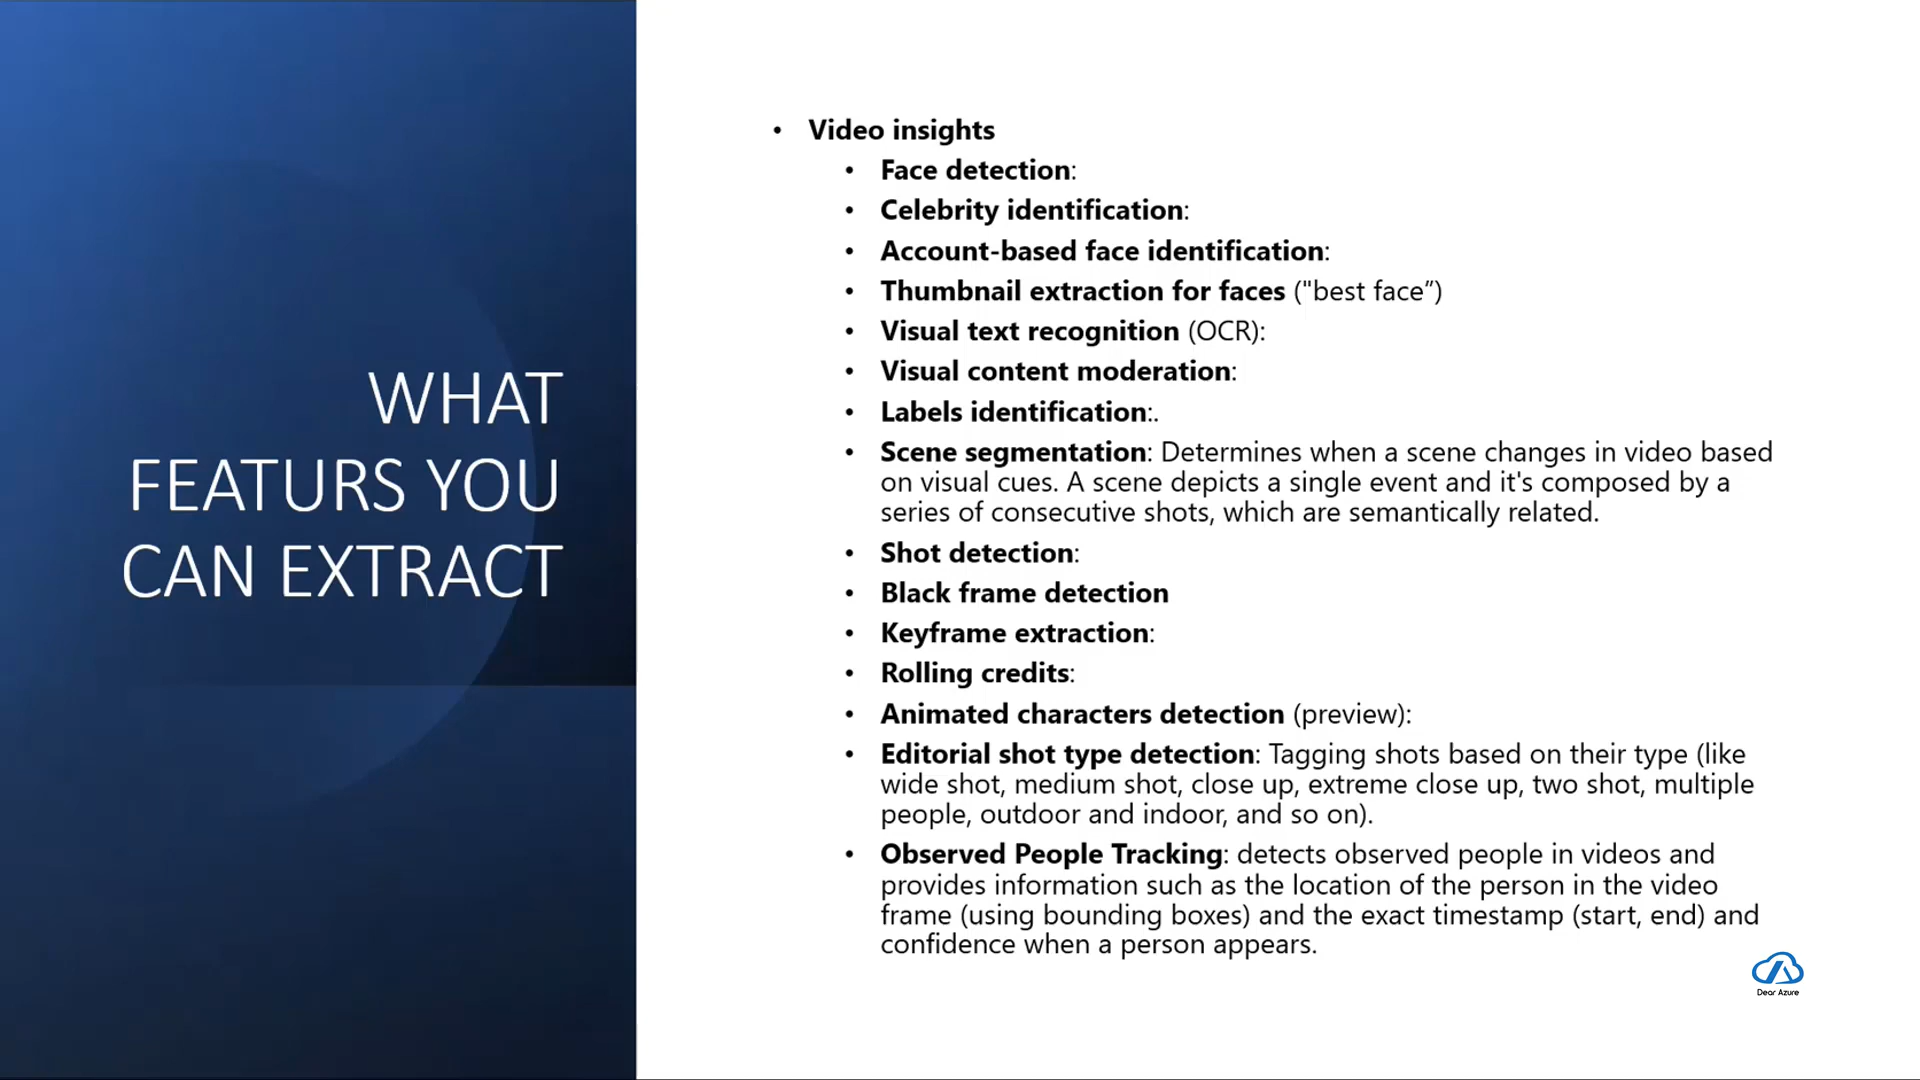 WHAT
FEATURS YOU
CAN EXTRACT
• Video insights
• Face detection:
• Celebrity identification:
• Account-based face identification:
• Thumbnail extraction for faces ("best face”)
• Visual text recognition (OCR):
• Visual content moderation:
• Labels identification:.
• Scene segmentation: Determines when a scene changes in video based
on visual cues. A scene depicts a single event and it's composed by a
series of consecutive shots, which are semantically related.
• Shot detection:
• Black frame detection
• Keyframe extraction:
• Rolling credits:
• Animated characters detection (preview):
• Editorial shot type detection: Tagging shots based on their type (like
wide shot, medium shot, close up, extreme close up, two shot, multiple
people, outdoor and indoor, and so on).
• Observed People Tracking: detects observed people in videos and
provides information such as the location of the person in the video
frame (using bounding boxes) and the exact timestamp (start, end) and
confidence when a person appears.
Dear Azure